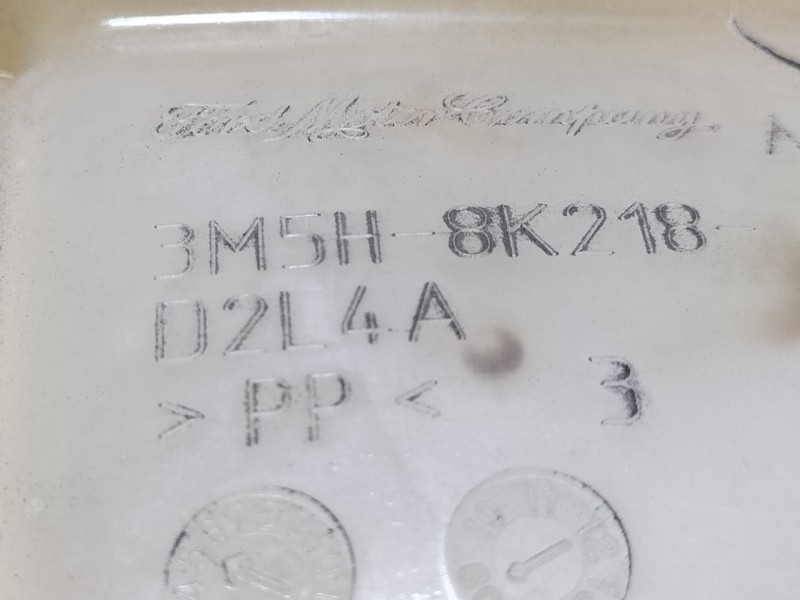 Ford Motor Company
3M5H-8K218-
D2L4A
>PP< 3